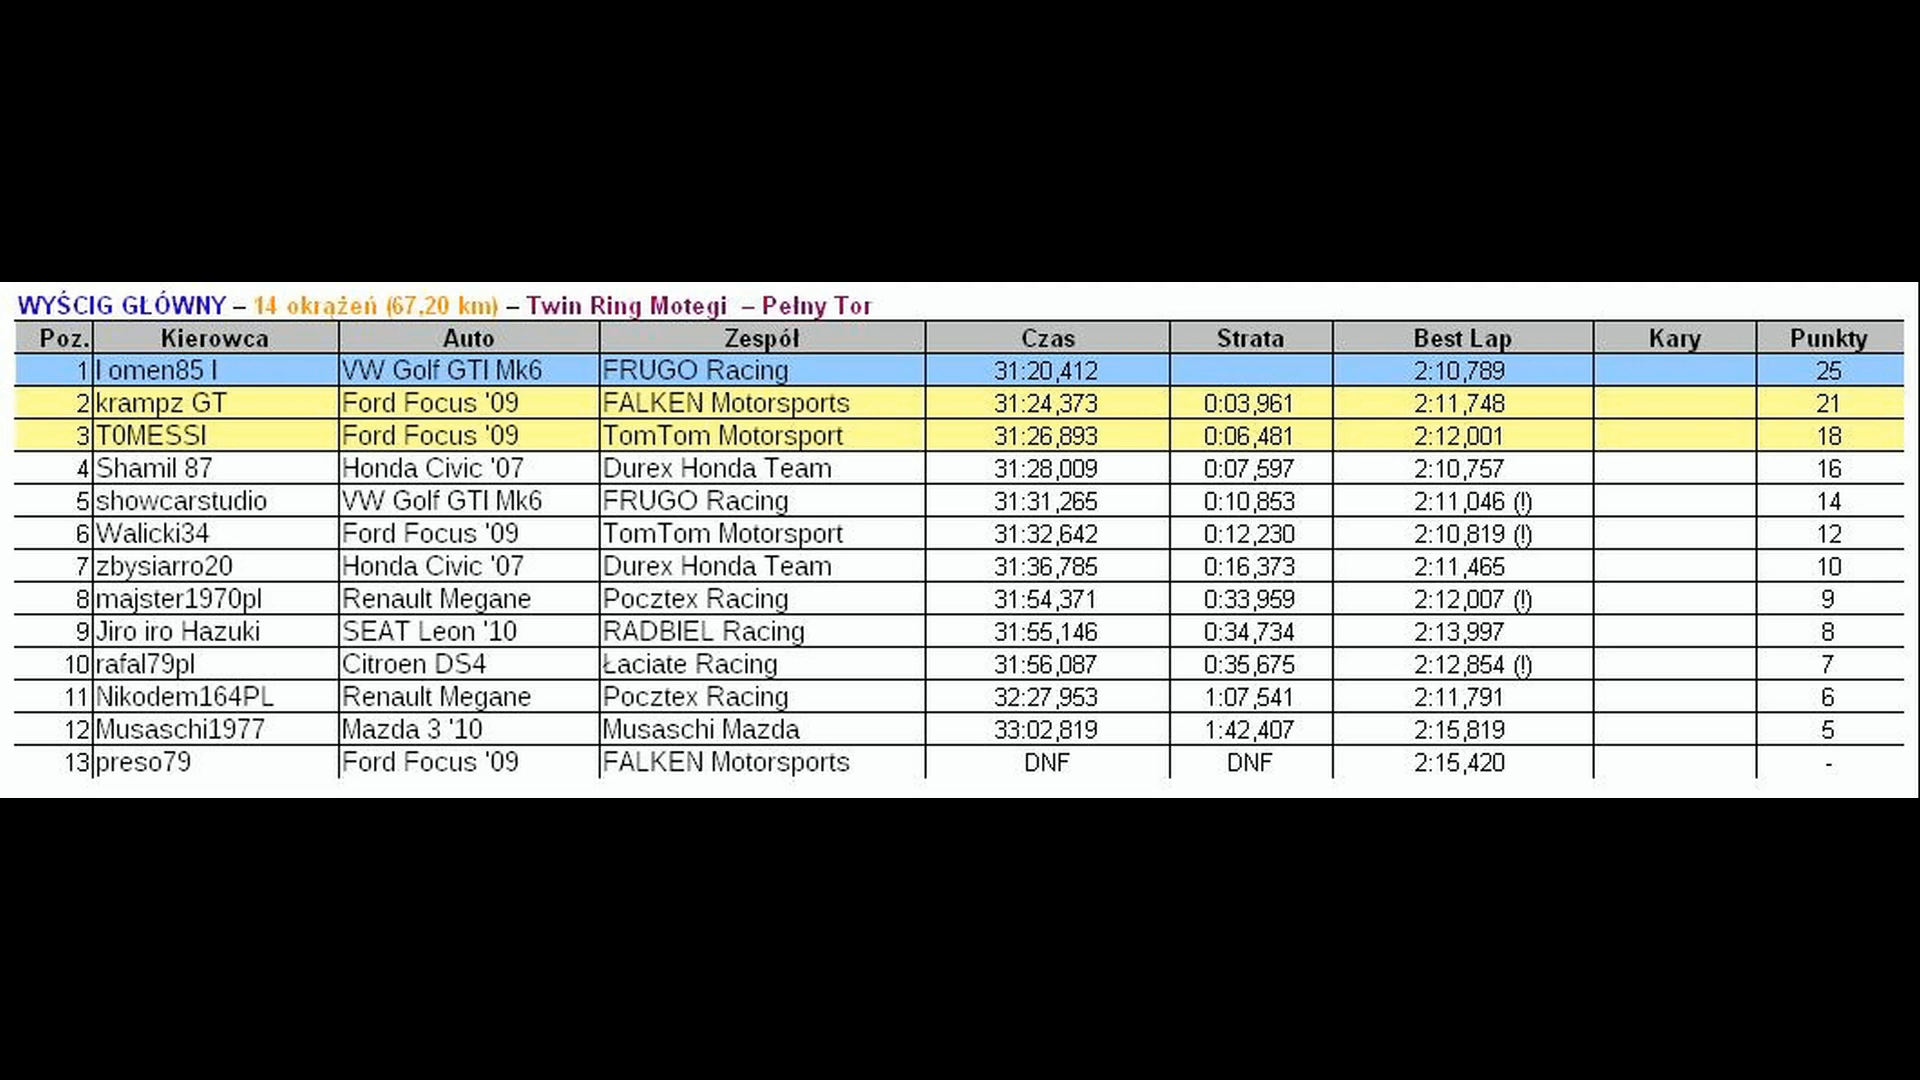 WYŚCIG GŁÓWNY – 14 okrążeń (67,20 km) – Twin Ring Motegi – Pełny Tor
Poz. Kierowca Auto Zespół Czas Strata Best Lap Kary Punkty
1 I omen85 I VW Golf GTI Mk6 FRUGO Racing 31:20,412 2:10,789 25
2 krampz GT Ford Focus '09 FALKEN Motorsports 31:24,373 0:03,961 2:11,748 21
3 T0MESSI Ford Focus '09 TomTom Motorsport 31:26,893 0:06,481 2:12,001 18
4 Shamil 87 Honda Civic '07 Durex Honda Team 31:28,009 0:07,597 2:10,757 16
5 showcarstudio VW Golf GTI Mk6 FRUGO Racing 31:31,265 0:10,853 2:11,046 (!) 14
6 Walicki34 Ford Focus '09 TomTom Motorsport 31:32,642 0:12,230 2:10,819 (!) 12
7 zbysiarro20 Honda Civic '07 Durex Honda Team 31:36,785 0:16,373 2:11,465 10
8 majster1970pl Renault Megane Pocztex Racing 31:54,371 0:33,959 2:12,007 (!) 9
9 Jiro iro Hazuki SEAT Leon '10 RADBIEL Racing 31:55,146 0:34,734 2:13,997 8
10 rafal79pl Citroen DS4 Łaciate Racing 31:56,087 0:35,675 2:12,854 (!) 7
11 Nikodem164PL Renault Megane Pocztex Racing 32:27,953 1:07,541 2:11,791 6
12 Musaschi1977 Mazda 3 '10 Musaschi Mazda 33:02,819 1:42,407 2:15,819 5
13 preso79 Ford Focus '09 FALKEN Motorsports DNF DNF 2:15,420 -